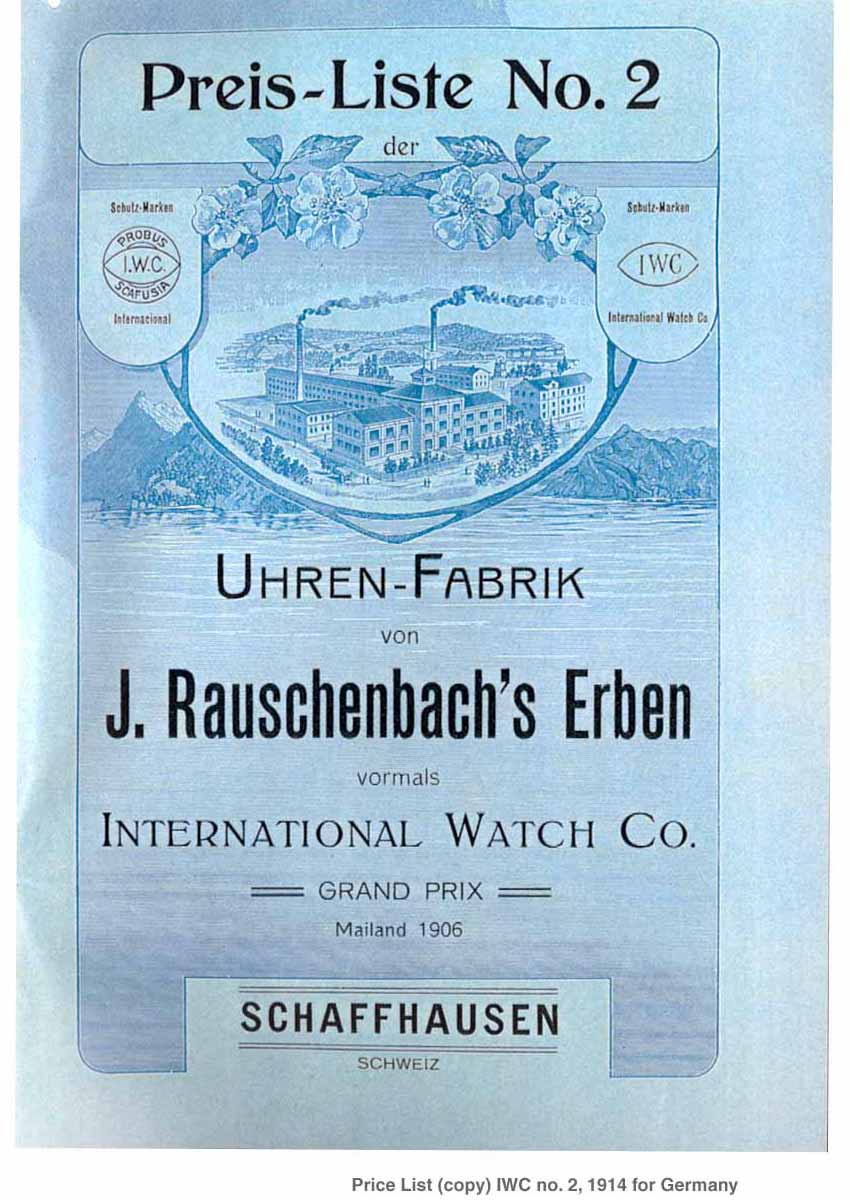 Preis-Liste No. 2
der
Schutz-Marken
PROBUS
I.W.C.
SCAFUSIA
Internacional
Schutz-Marken
IWC
International Watch Co
UHREN-FABRIK
von
J. Rauschenbach's Erben
vormals
INTERNATIONAL WATCH CO.
GRAND PRIX
Mailand 1906
SCHAFFHAUSEN
SCHWEIZ
Price List (copy) IWC no. 2, 1914 for Germany